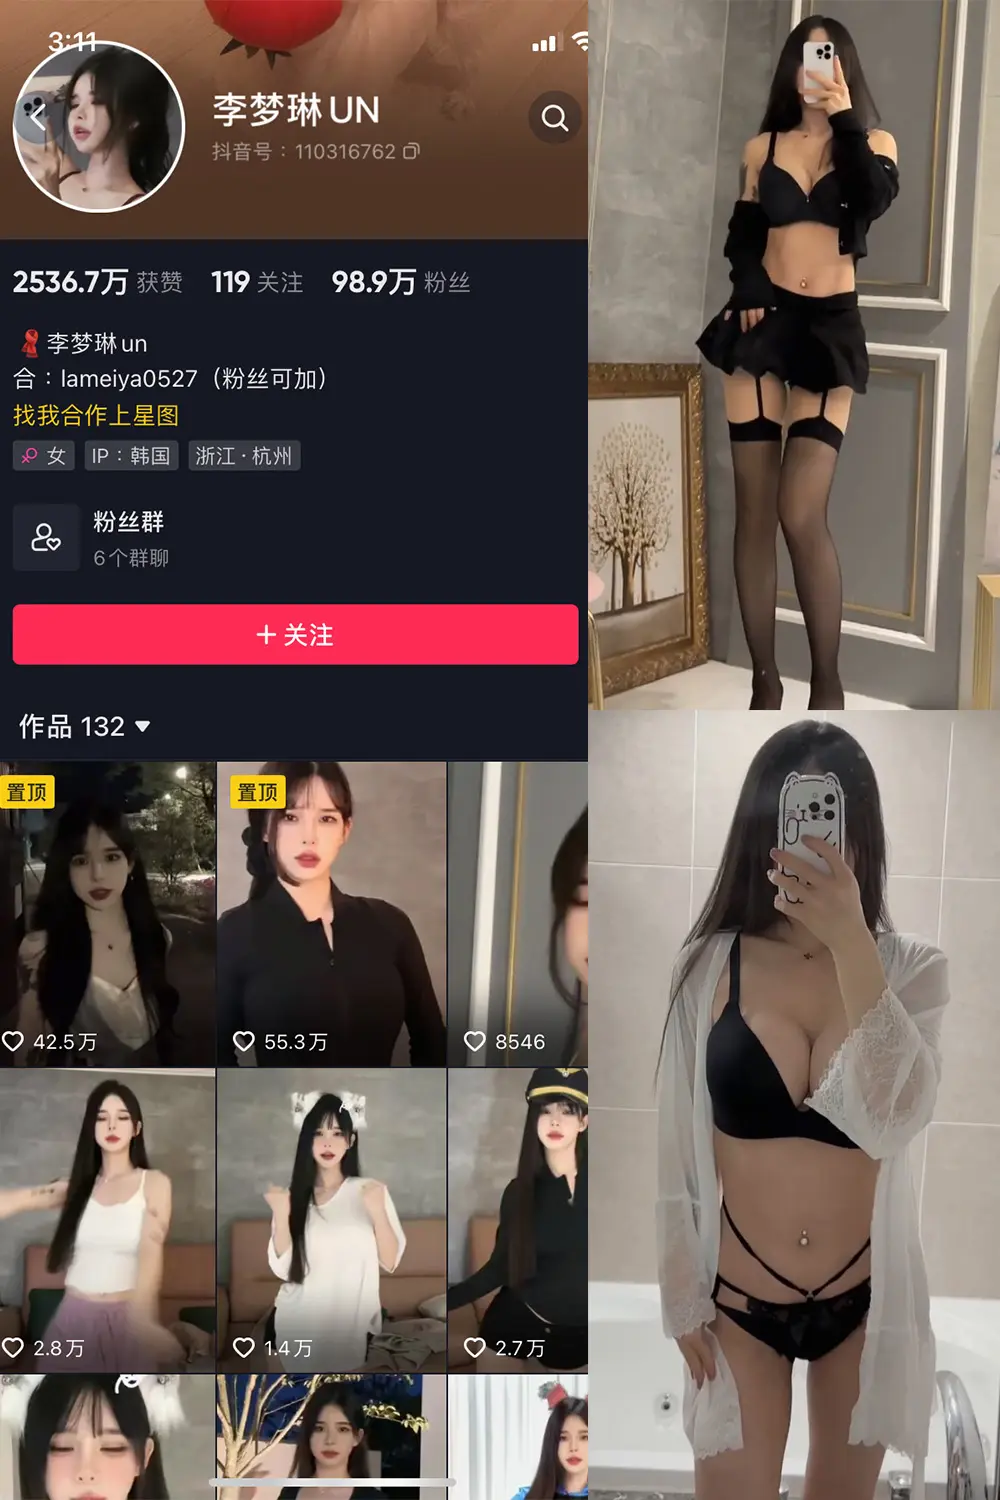 3:11
李梦琳UN
抖音号：110316762
2536.7万 获赞 119 关注 98.9万 粉丝
李梦琳un
合：lameiya0527（粉丝可加）
找我合作上星图
女 IP：韩国 浙江·杭州
粉丝群
6个群聊
+ 关注
作品 132
置顶 置顶
42.5万 55.3万 8546
2.8万 1.4万 2.7万